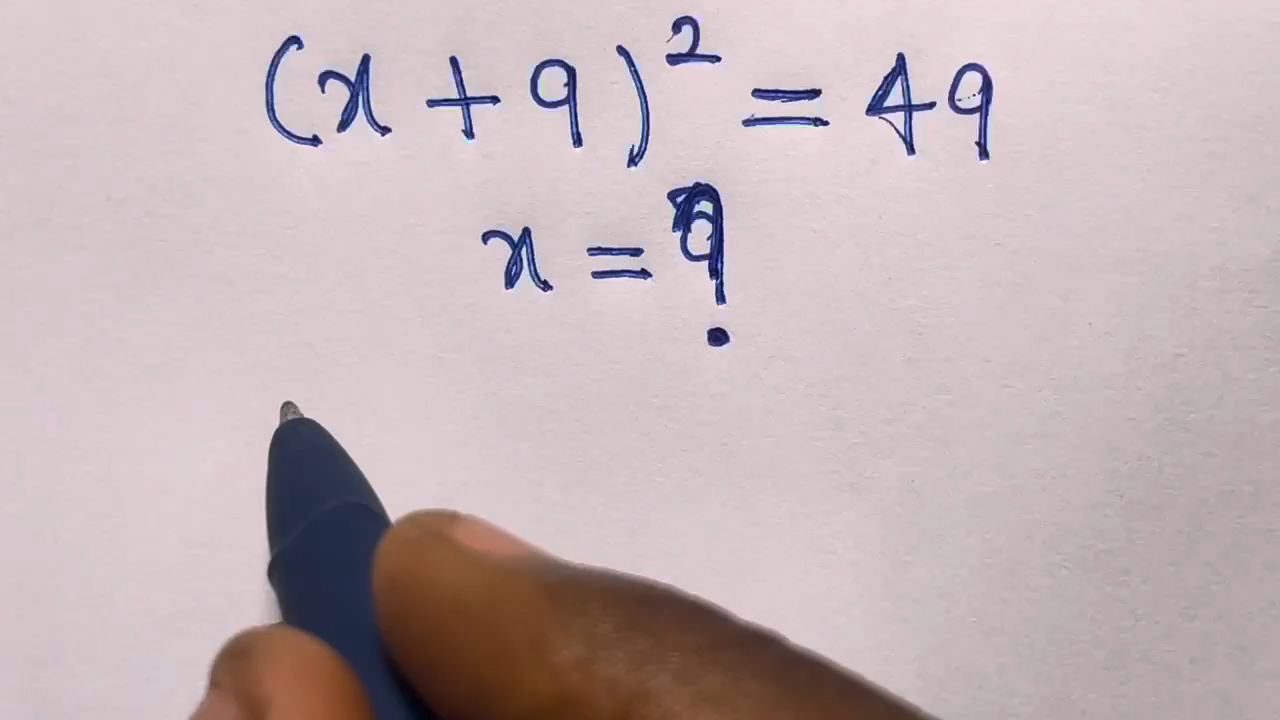 (x + 9)² = 49
x = ?